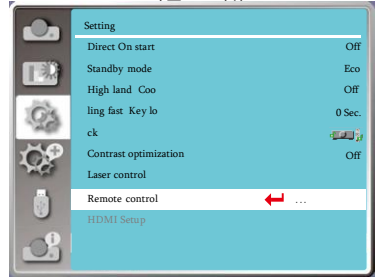 Setting
Direct On start Off
Standby mode Eco
High land Coo Off
ling fast Key lo 0 Sec.
ck
Contrast optimization Off
Laser control
Remote control ...
HDMI Setup